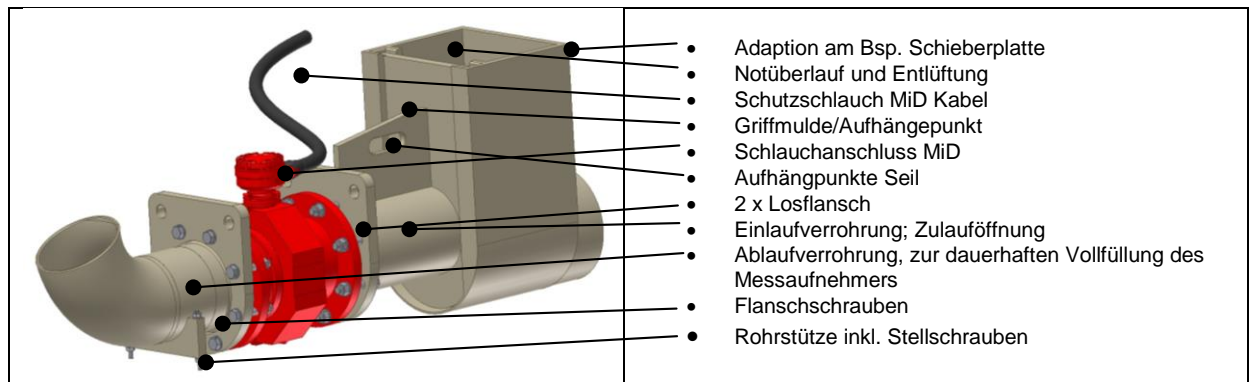 Adaption am Bsp. Schieberplatte
Notüberlauf und Entlüftung
Schutzschlauch MiD Kabel
Griffmulde/Aufhängepunkt
Schlauchanschluss MiD
Aufhängpunkte Seil
2 x Losflansch
Einlaufverrohrung; Zulauföffnung
Ablaufverrohrung, zur dauerhaften Vollfüllung des
Messaufnehmers
Flanschschrauben
Rohrstütze inkl. Stellschrauben